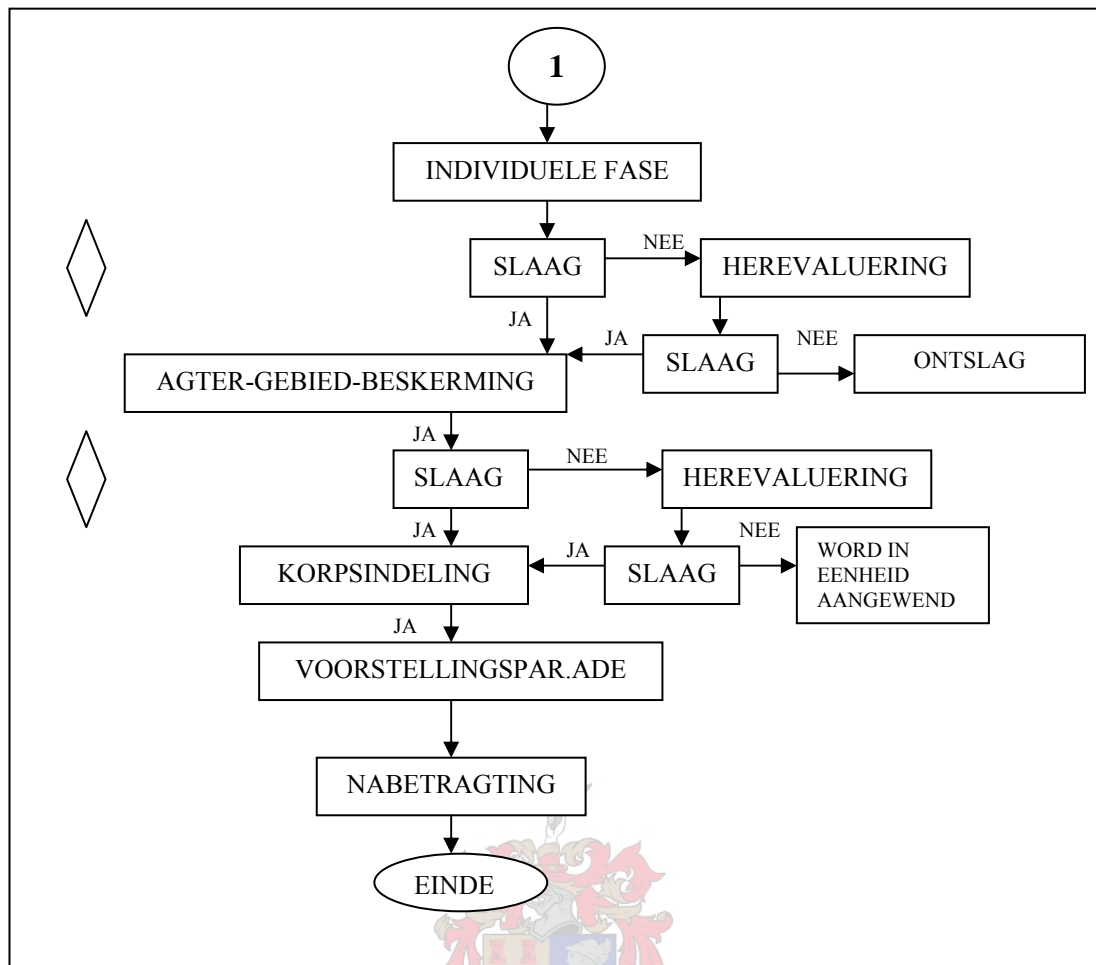 1
INDIVIDUELE FASE
SLAAG
NEE
HEREVALUERING
JA
JA
SLAAG
NEE
ONTSLAG
AGTER-GEBIED-BESKERMING
JA
SLAAG
NEE
HEREVALUERING
JA
KORPSINDELING
JA
SLAAG
NEE
WORD IN
EENHEID
AANGEWEND
JA
VOORSTELLINGSPAR.ADE
NABETRAGTING
EINDE